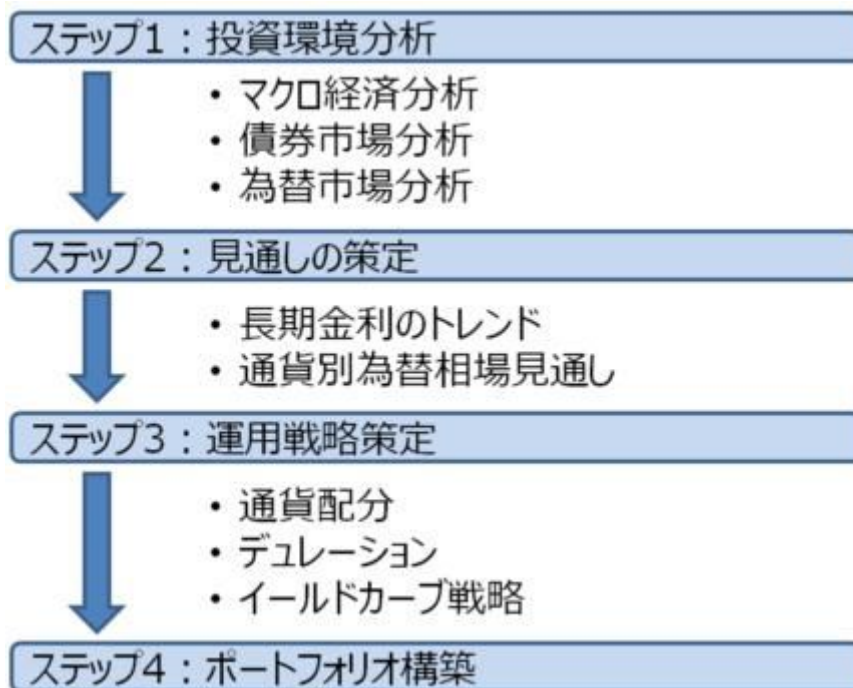 ステップ1：投資環境分析
・マクロ経済分析
・債券市場分析
・為替市場分析
ステップ2：見通しの策定
・長期金利のトレンド
・通貨別為替相場見通し
ステップ3：運用戦略策定
・通貨配分
・デュレーション
・イールドカーブ戦略
ステップ4：ポートフォリオ構築